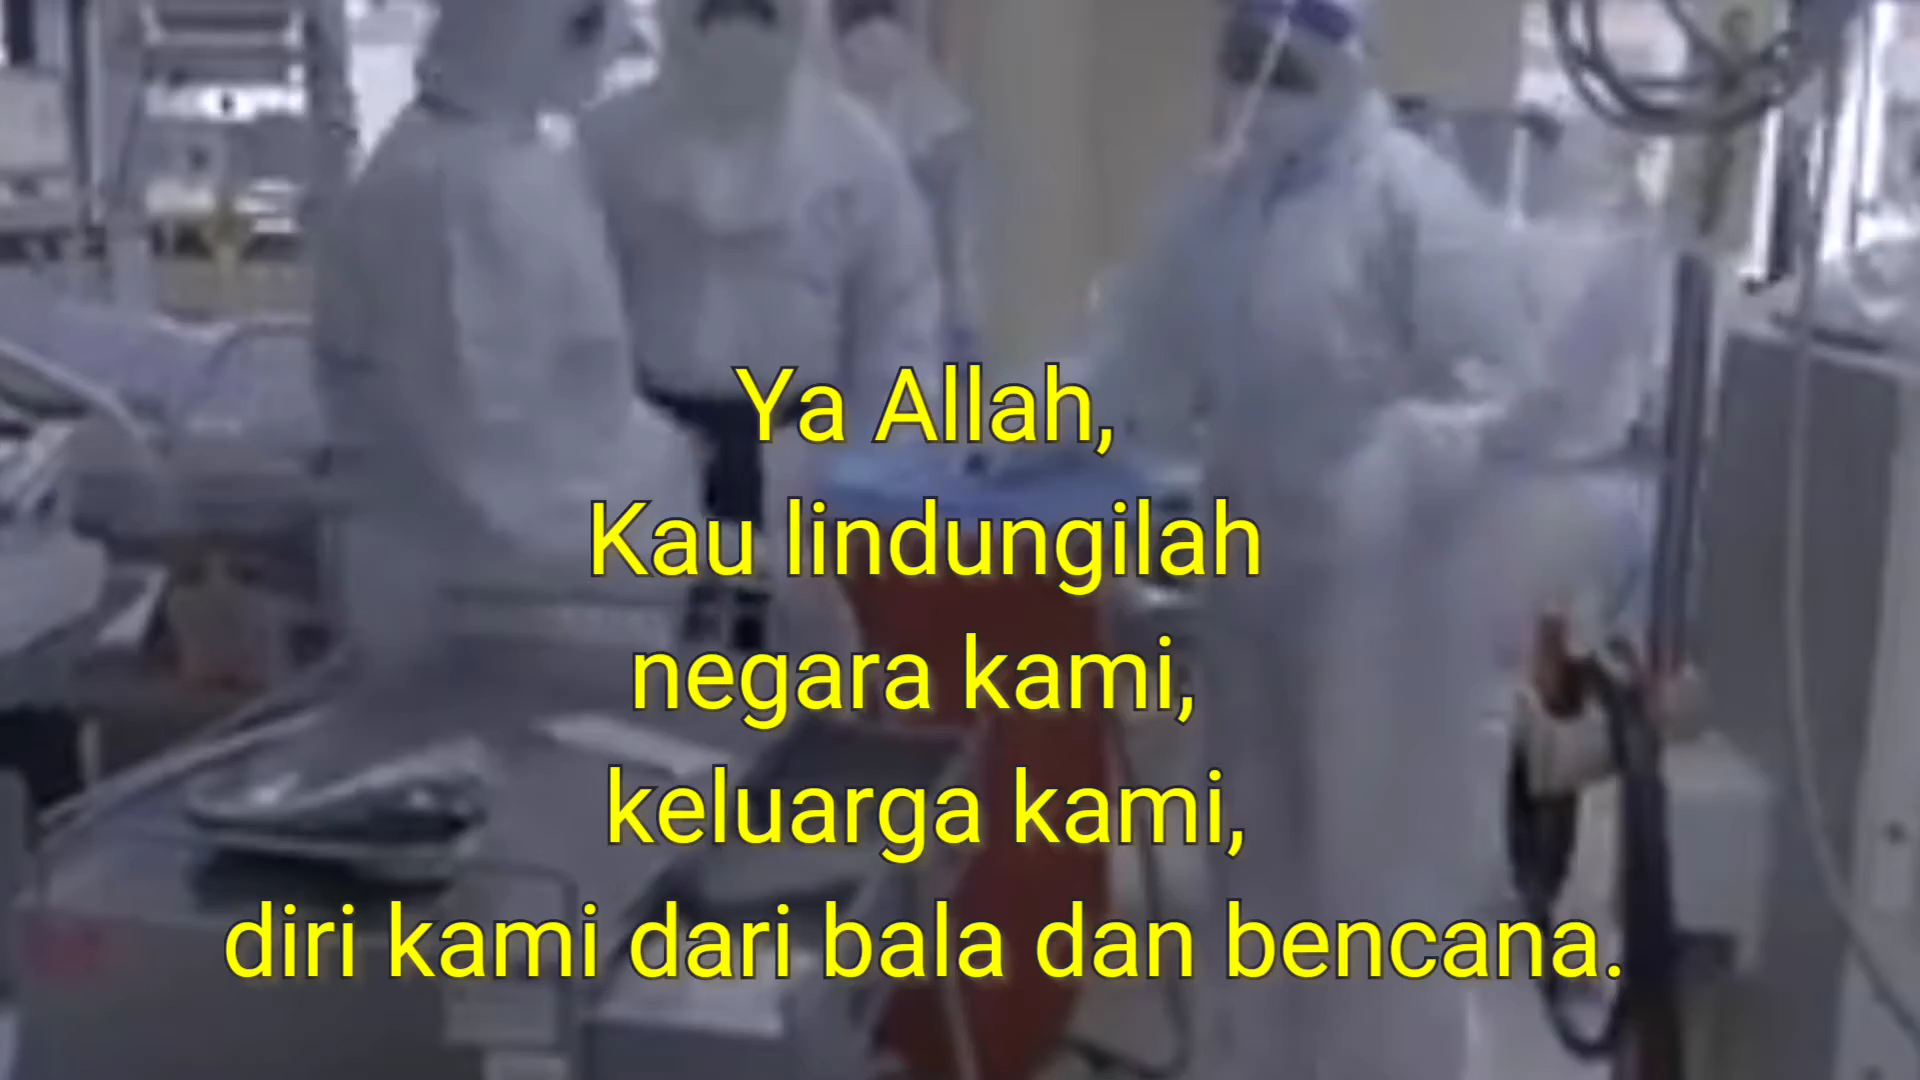 Ya Allah,
Kau lindungilah
negara kami,
keluarga kami,
diri kami dari bala dan bencana.